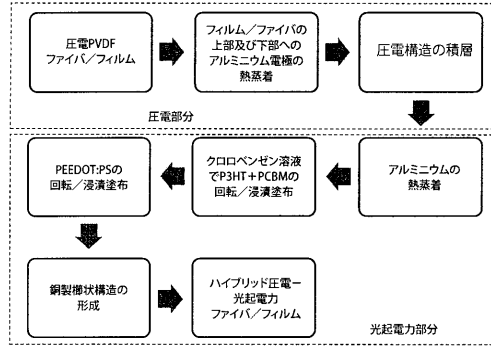 圧電PVDF
ファイバ／フィルム
フィルム／ファイバの
上部及び下部への
アルミニウム電極の
熱蒸着
圧電構造の積層
圧電部分
アルミニウムの
熱蒸着
クロロベンゼン溶液
でP3HT＋PCBMの
回転／浸漬塗布
PEEDOT:PSの
回転／浸漬塗布
銅製櫛状構造の
形成
ハイブリッド圧電－
光起電力
ファイバ／フィルム
光起電力部分